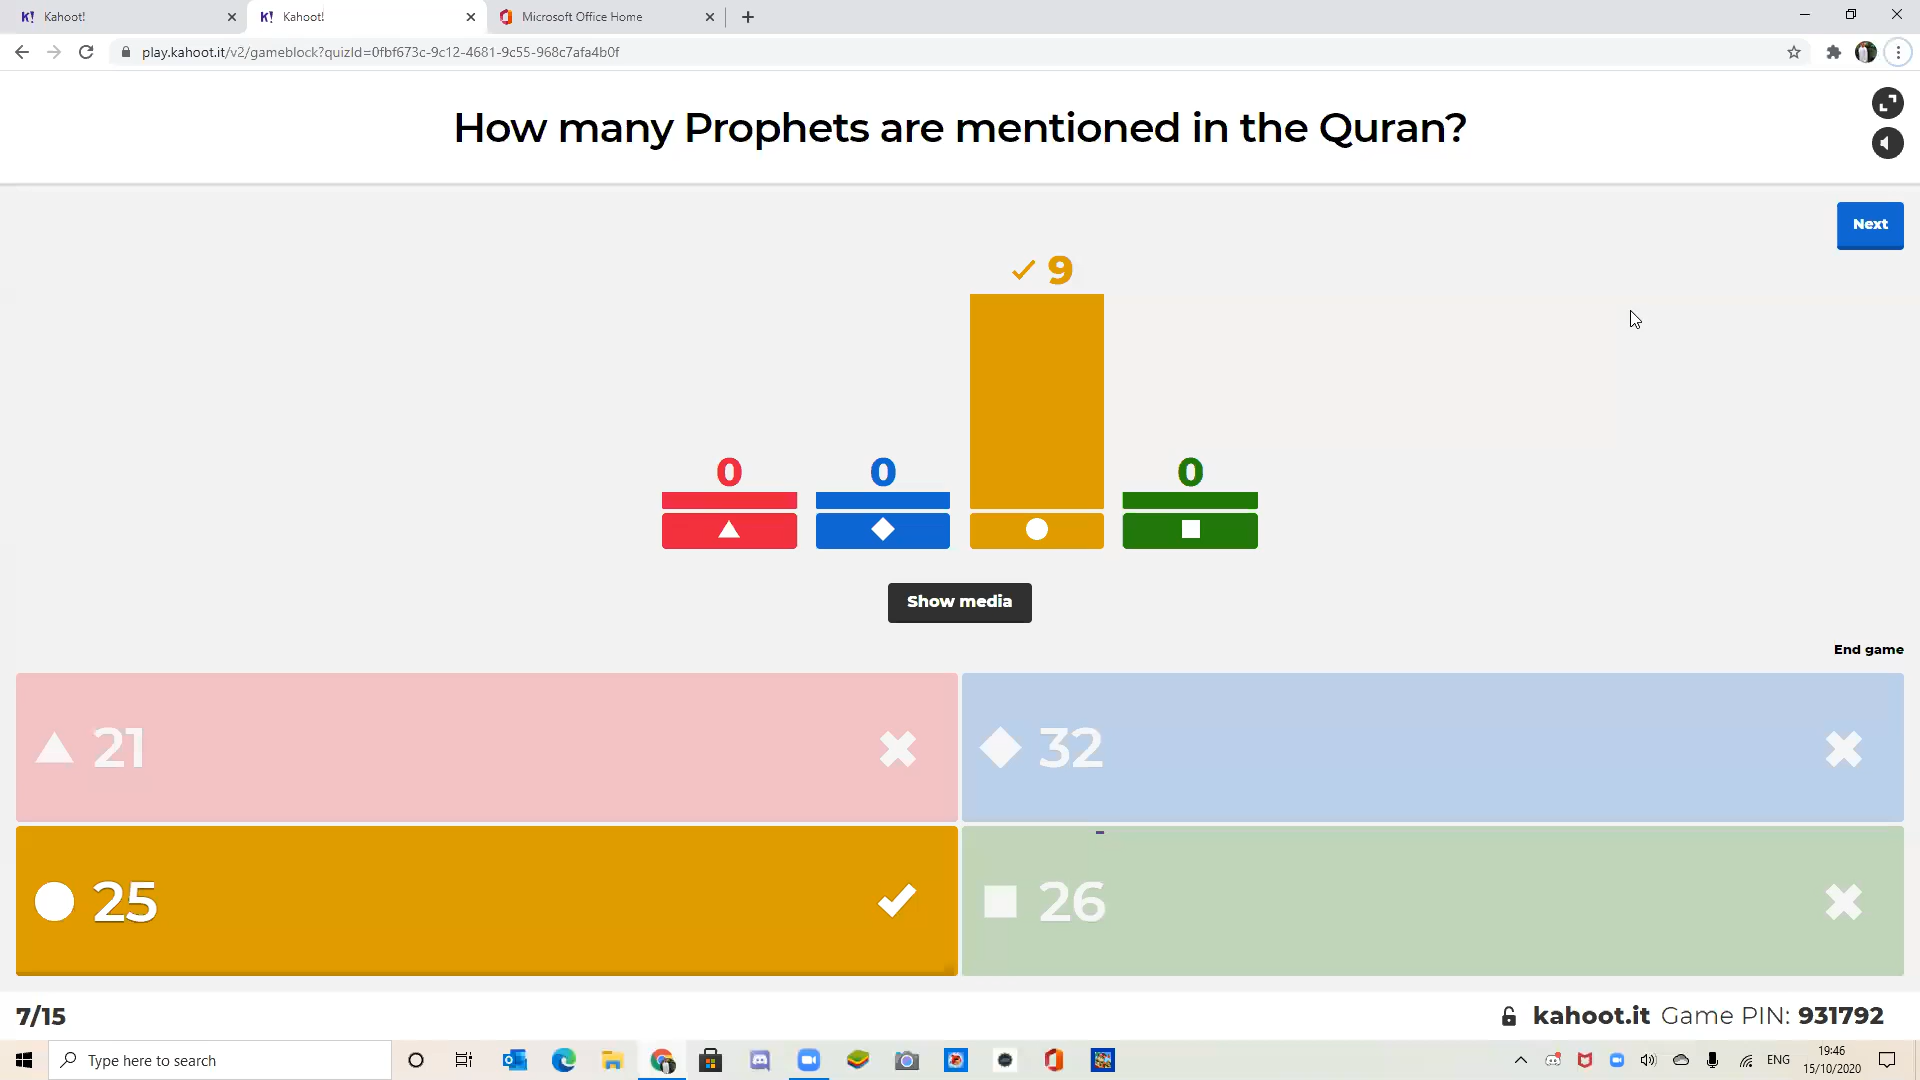 K! Kahoot!
K! Kahoot!
Microsoft Office Home
play.kahoot.it/v2/gameblock?quizId=0fbf673c-9c12-4681-9c55-968c7afa4b0f
How many Prophets are mentioned in the Quran?
Next
9
0
0
0
Show media
End game
21
32
25
26
7/15
kahoot.it Game PIN: 931792
Type here to search
ENG
19:46
15/10/2020